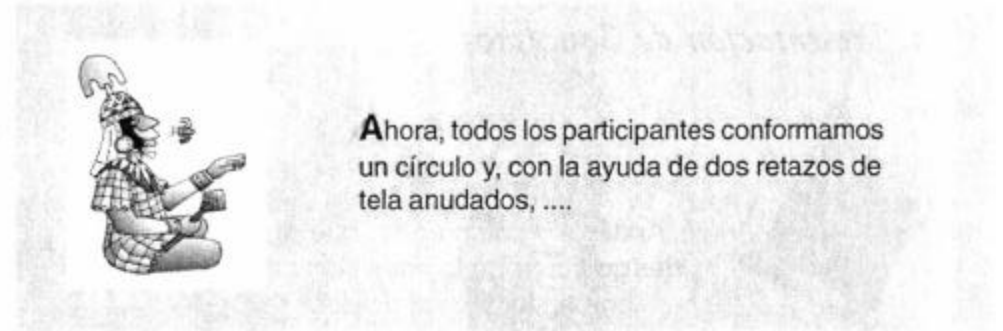 Ahora, todos los participantes conformamos
un círculo y, con la ayuda de dos retazos de
tela anudados, ....